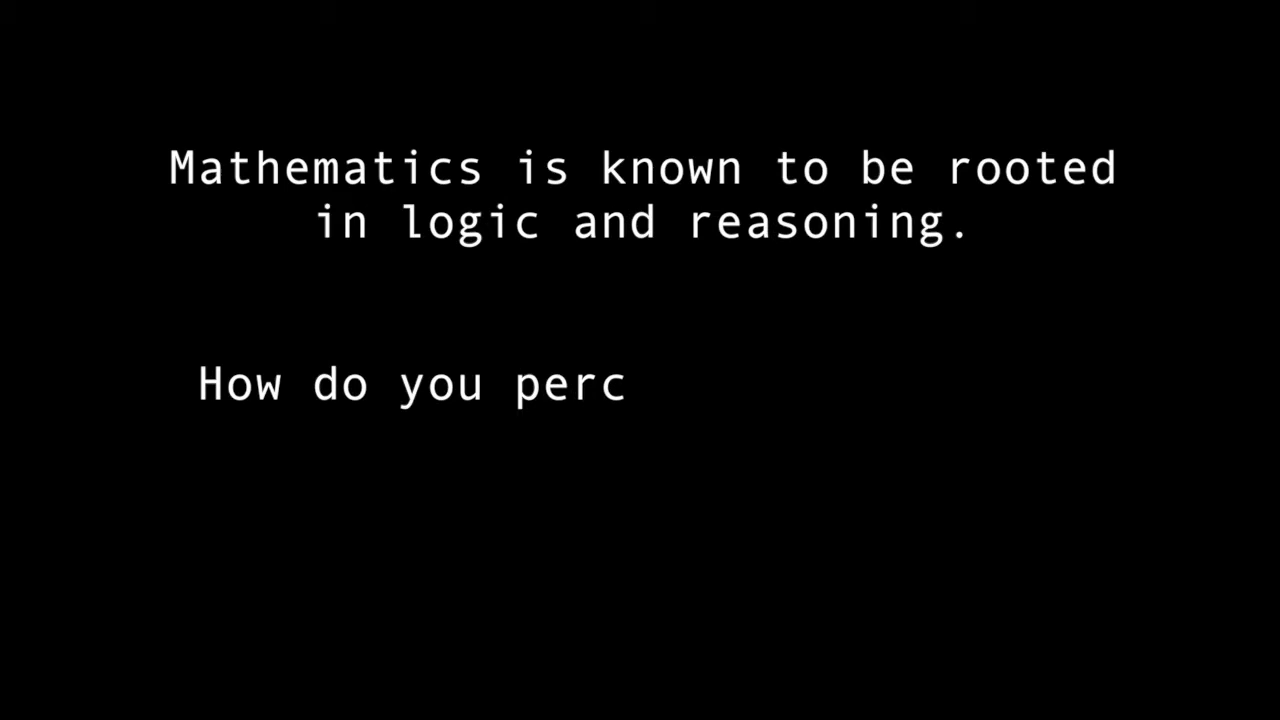 Mathematics is known to be rooted
in logic and reasoning.
How do you perc